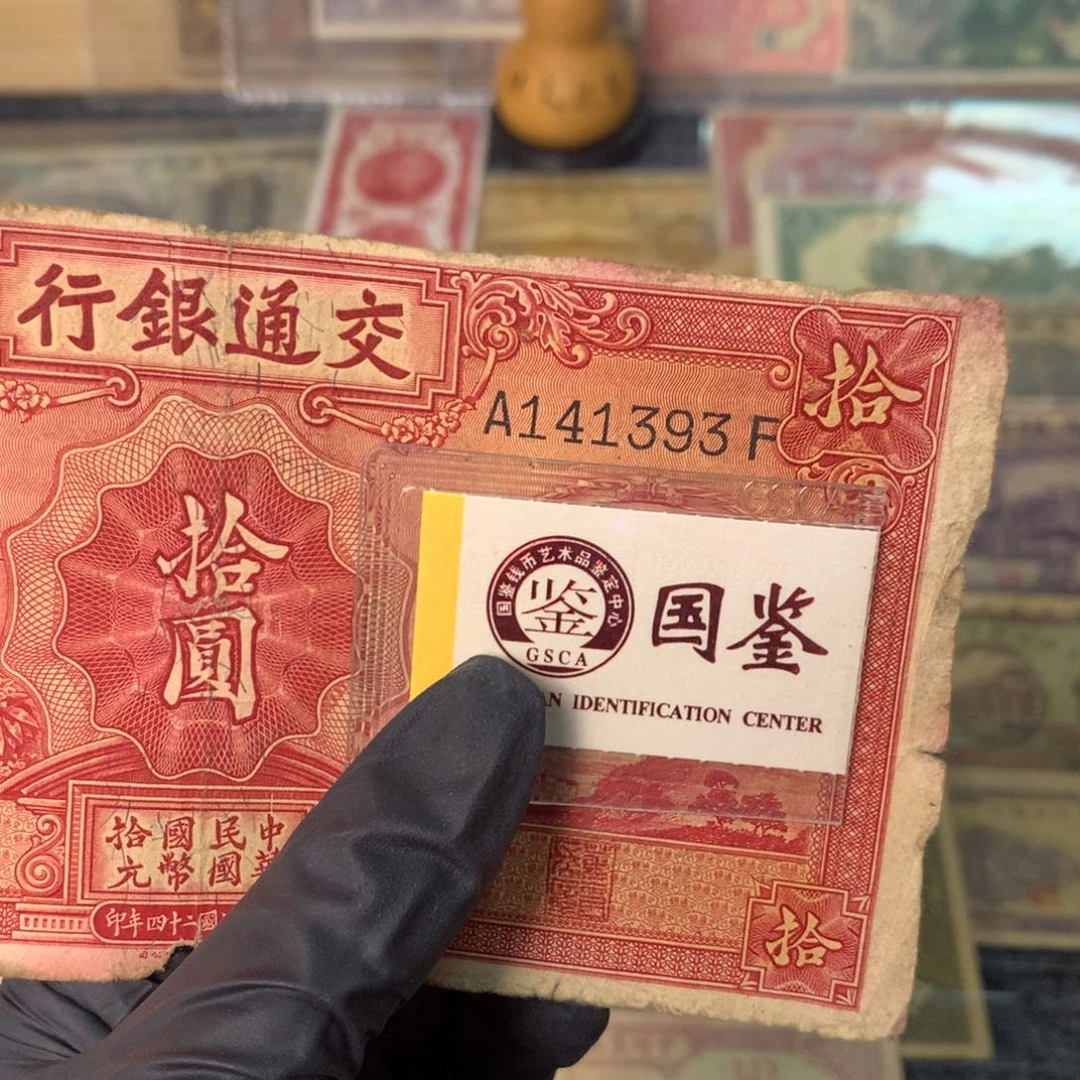 交通銀行
A141393 F
拾
拾圓
国鉴钱币艺术品鉴定中心
鉴
GSCA
国鉴
IDENTIFICATION CENTER
中華
民國
國幣
拾元
國二十四年印
拾